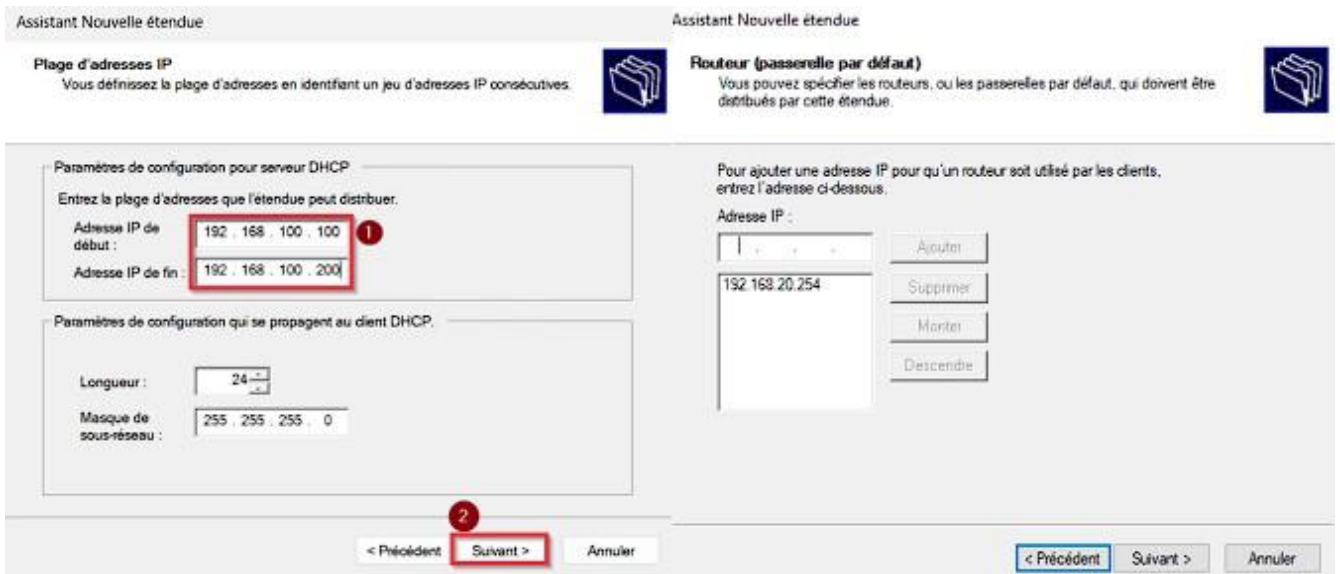 Assistant Nouvelle étendue
Plage d'adresses IP
Vous définissez la plage d'adresses en identifiant un jeu d'adresses IP consécutives.
Paramètres de configuration pour serveur DHCP
Entrez la plage d'adresses que l'étendue peut distribuer.
Adresse IP de
début :
192 . 168 . 100 . 100
1
Adresse IP de fin :
192 . 168 . 100 . 200
Paramètres de configuration qui se propagent au client DHCP.
Longueur :
24
Masque de
sous-réseau :
255 . 255 . 255 . 0
2
< Précédent
Suivant >
Annuler
Assistant Nouvelle étendue
Routeur (passerelle par défaut)
Vous pouvez spécifier les routeurs, ou les passerelles par défaut, qui doivent être
distribués par cette étendue.
Pour ajouter une adresse IP pour qu'un routeur soit utilisé par les clients,
entrez l'adresse ci-dessous.
Adresse IP :
Ajouter
192.168.20.254
Supprimer
Monter
Descendre
< Précédent
Suivant >
Annuler